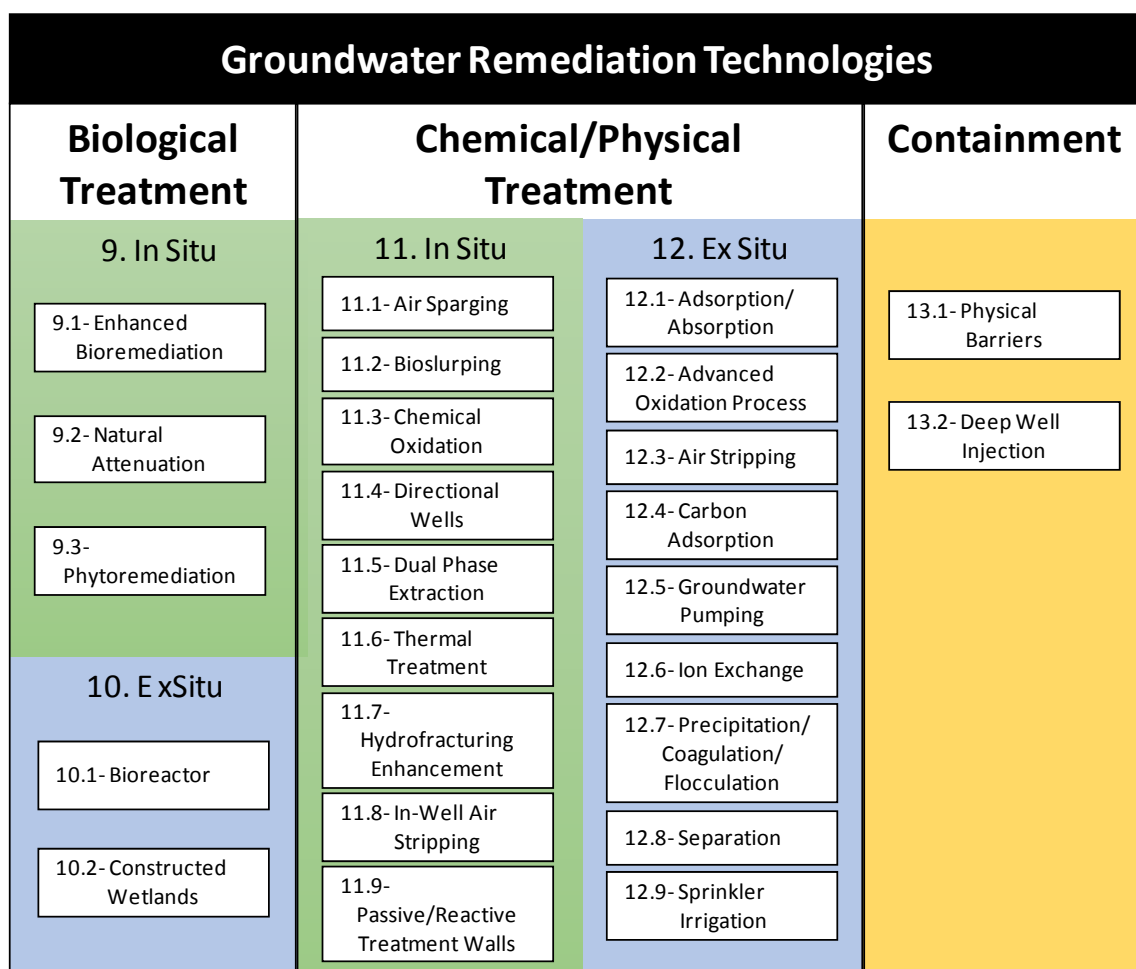 Groundwater Remediation Technologies
Biological
Treatment
Chemical/Physical
Treatment
Containment
9. In Situ
9.1- Enhanced
Bioremediation
9.2- Natural
Attenuation
9.3-
Phytoremediation
10. ExSitu
10.1- Bioreactor
10.2- Constructed
Wetlands
11. In Situ
11.1- Air Sparging
11.2- Bioslurping
11.3- Chemical
Oxidation
11.4- Directional
Wells
11.5- Dual Phase
Extraction
11.6- Thermal
Treatment
11.7-
Hydrofracturing
Enhancement
11.8- In-Well Air
Stripping
11.9-
Passive/Reactive
Treatment Walls
12. Ex Situ
12.1- Adsorption/
Absorption
12.2- Advanced
Oxidation Process
12.3- Air Stripping
12.4- Carbon
Adsorption
12.5- Groundwater
Pumping
12.6- Ion Exchange
12.7- Precipitation/
Coagulation/
Flocculation
12.8- Separation
12.9- Sprinkler
Irrigation
13.1- Physical
Barriers
13.2- Deep Well
Injection